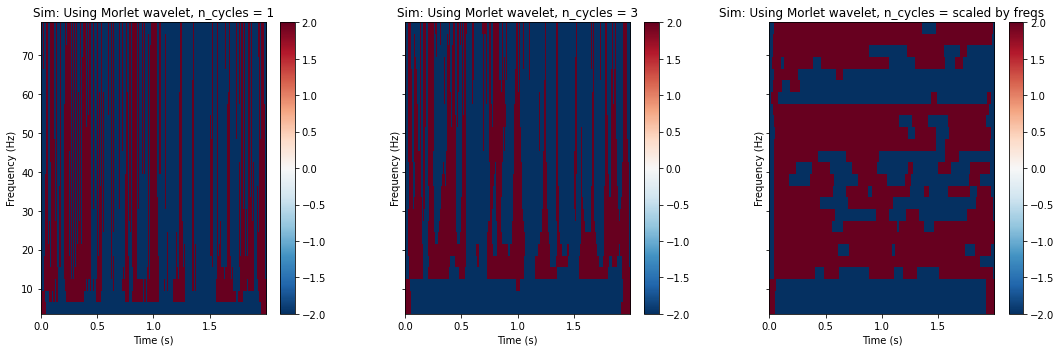 Sim: Using Morlet wavelet, n_cycles = 1
Frequency (Hz)
70
60
50
40
30
20
10
0.0 0.5 1.0 1.5
Time (s)
2.0
1.5
1.0
0.5
0.0
−0.5
−1.0
−1.5
−2.0
Sim: Using Morlet wavelet, n_cycles = 3
Frequency (Hz)
0.0 0.5 1.0 1.5
Time (s)
2.0
1.5
1.0
0.5
0.0
−0.5
−1.0
−1.5
−2.0
Sim: Using Morlet wavelet, n_cycles = scaled by freqs
Frequency (Hz)
0.0 0.5 1.0 1.5
Time (s)
2.0
1.5
1.0
0.5
0.0
−0.5
−1.0
−1.5
−2.0